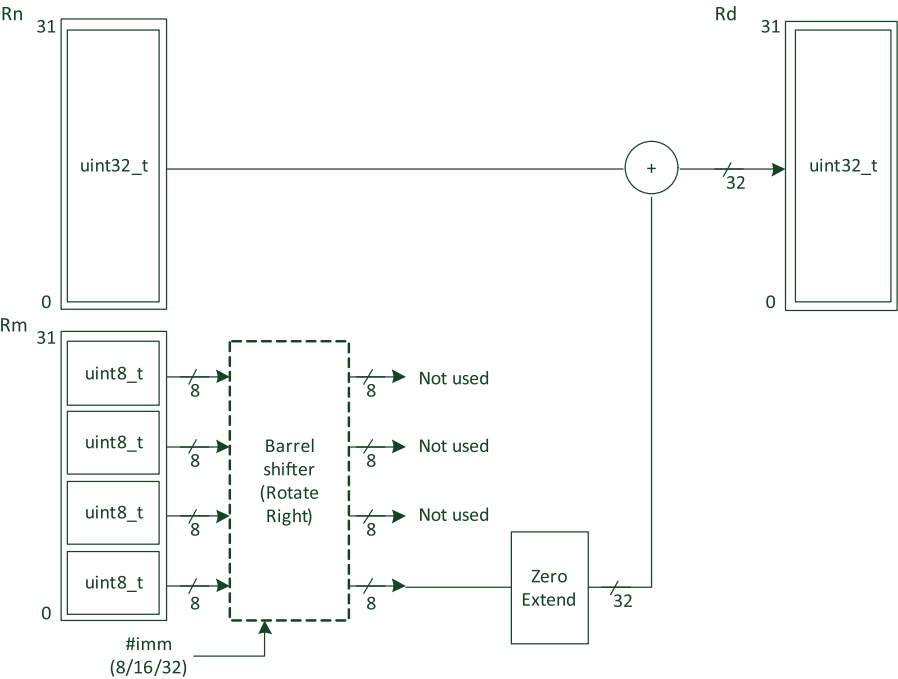 Rn
31
uint32_t
0
Rd
31
+
32
uint32_t
0
Rm
31
uint8_t
8
8
Not used
uint8_t
8
8
Not used
Barrel
shifter
(Rotate
Right)
uint8_t
8
8
Not used
uint8_t
8
8
0
Zero
Extend
32
#imm
(8/16/32)